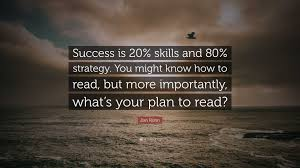 Success is 20% skills and 80%
strategy. You might know how to
read, but more importantly,
what's your plan to read?
Jim Rohn